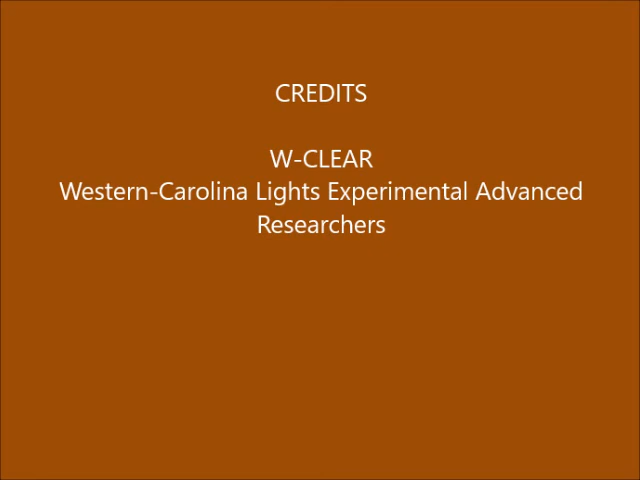 CREDITS
W-CLEAR
Western-Carolina Lights Experimental Advanced
Researchers